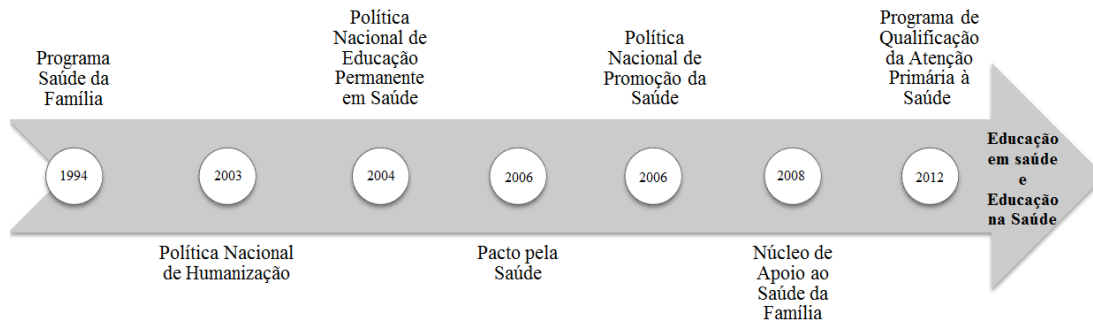 Programa
Saúde da
Família
1994
2003
Política Nacional
de Humanização
Política
Nacional de
Educação
Permanente
em Saúde
2004
2006
Pacto pela
Saúde
Política
Nacional de
Promoção da
Saúde
2006
2008
Núcleo de
Apoio ao
Saúde da
Família
Programa de
Qualificação
da Atenção
Primária à
Saúde
2012
Educação
em saúde
e
Educação
na Saúde